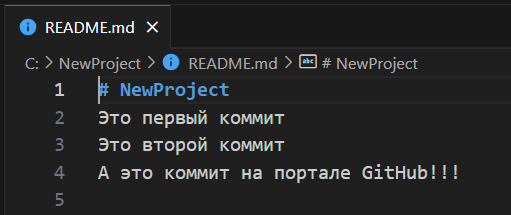 README.md
C: > NewProject > README.md > # NewProject
1 # NewProject
2 Это первый коммит
3 Это второй коммит
4 А это коммит на портале GitHub!!!
5